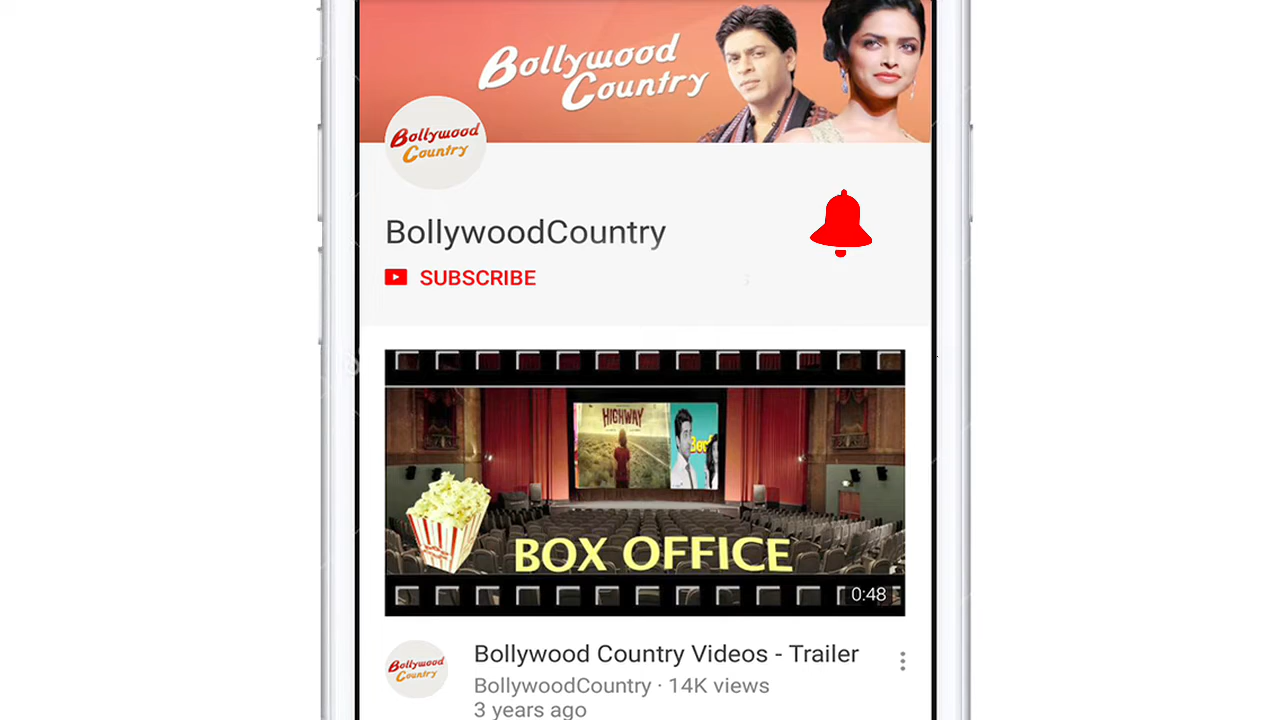 Bollywood
Country
Bollywood
Country
BollywoodCountry
SUBSCRIBE
HIGHWAY
BOX OFFICE
0:48
Bollywood Country Videos - Trailer
Bollywood
Country
BollywoodCountry · 14K views
3 years ago